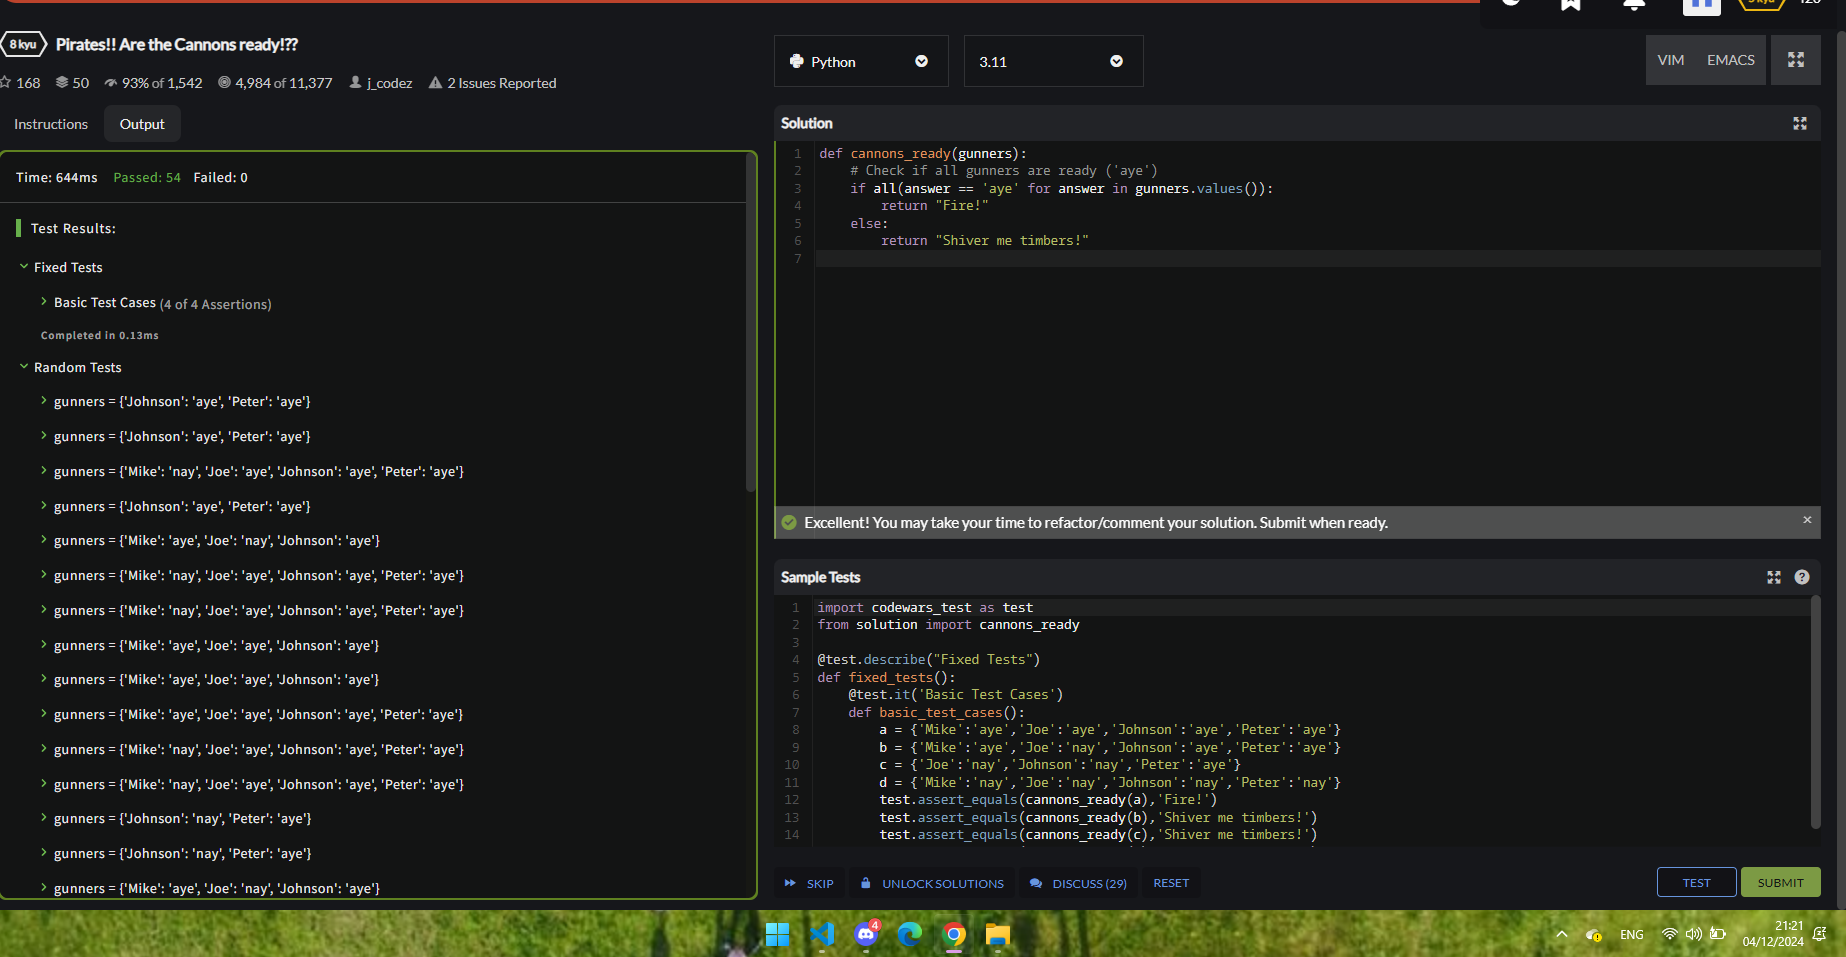 8 kyu
Pirates!! Are the Cannons ready!??
168 50 93% of 1,542 4,984 of 11,377 j_codez 2 Issues Reported
Instructions Output
Time: 644ms Passed: 54 Failed: 0
Test Results:
Fixed Tests
Basic Test Cases (4 of 4 Assertions)
Completed in 0.13ms
Random Tests
gunners = {'Johnson': 'aye', 'Peter': 'aye'}
gunners = {'Johnson': 'aye', 'Peter': 'aye'}
gunners = {'Mike': 'nay', 'Joe': 'aye', 'Johnson': 'aye', 'Peter': 'aye'}
gunners = {'Johnson': 'aye', 'Peter': 'aye'}
gunners = {'Mike': 'aye', 'Joe': 'nay', 'Johnson': 'aye'}
gunners = {'Mike': 'nay', 'Joe': 'aye', 'Johnson': 'aye', 'Peter': 'aye'}
gunners = {'Mike': 'nay', 'Joe': 'aye', 'Johnson': 'aye', 'Peter': 'aye'}
gunners = {'Mike': 'aye', 'Joe': 'aye', 'Johnson': 'aye'}
gunners = {'Mike': 'aye', 'Joe': 'aye', 'Johnson': 'aye'}
gunners = {'Mike': 'aye', 'Joe': 'aye', 'Johnson': 'aye', 'Peter': 'aye'}
gunners = {'Mike': 'nay', 'Joe': 'aye', 'Johnson': 'aye', 'Peter': 'aye'}
gunners = {'Mike': 'nay', 'Joe': 'aye', 'Johnson': 'aye', 'Peter': 'aye'}
gunners = {'Johnson': 'nay', 'Peter': 'aye'}
gunners = {'Johnson': 'nay', 'Peter': 'aye'}
gunners = {'Mike': 'aye', 'Joe': 'nay', 'Johnson': 'aye'}
Python 3.11 VIM EMACS
Solution
1 def cannons_ready(gunners):
2 # Check if all gunners are ready ('aye')
3 if all(answer == 'aye' for answer in gunners.values()):
4 return "Fire!"
5 else:
6 return "Shiver me timbers!"
7
Excellent! You may take your time to refactor/comment your solution. Submit when ready. ×
Sample Tests ?
1 import codewars_test as test
2 from solution import cannons_ready
3
4 @test.describe("Fixed Tests")
5 def fixed_tests():
6 @test.it('Basic Test Cases')
7 def basic_test_cases():
8 a = {'Mike':'aye','Joe':'aye','Johnson':'aye','Peter':'aye'}
9 b = {'Mike':'aye','Joe':'nay','Johnson':'aye','Peter':'aye'}
10 c = {'Joe':'nay','Johnson':'nay','Peter':'aye'}
11 d = {'Mike':'nay','Joe':'nay','Johnson':'nay','Peter':'nay'}
12 test.assert_equals(cannons_ready(a),'Fire!')
13 test.assert_equals(cannons_ready(b),'Shiver me timbers!')
14 test.assert_equals(cannons_ready(c),'Shiver me timbers!')
SKIP UNLOCK SOLUTIONS DISCUSS (29) RESET TEST SUBMIT
4
ENG
21:21
04/12/2024